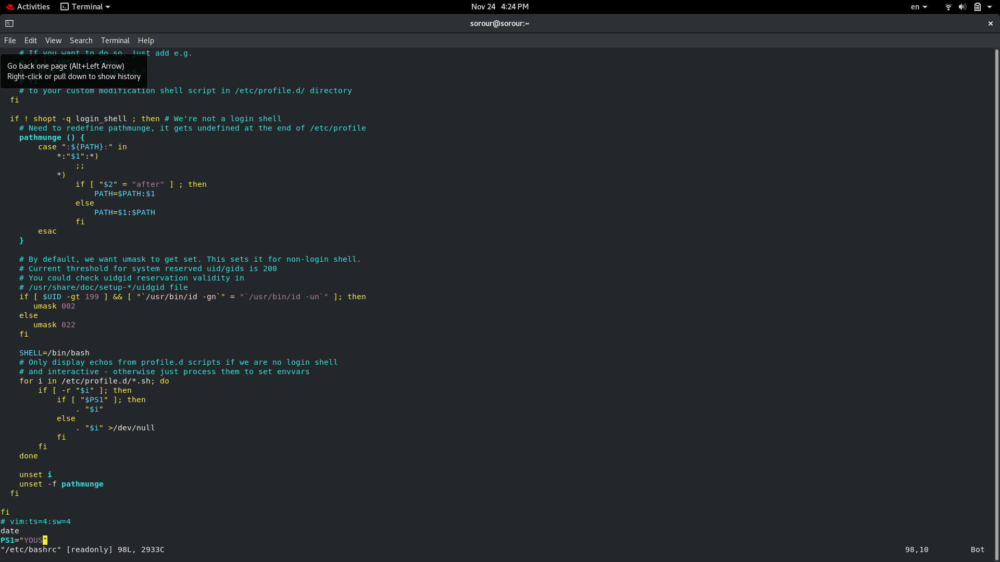 Activities Terminal Nov 24 4:24 PM en
sorour@sorour:~
File Edit View Search Terminal Help
    # If you want to do so, just add e.g.
Go back one page (Alt+Left Arrow)
Right-click or pull down to show history
    # to your custom modification shell script in /etc/profile.d/ directory
  fi

  if ! shopt -q login_shell ; then # We're not a login shell
    # Need to redefine pathmunge, it gets undefined at the end of /etc/profile
    pathmunge () {
        case ":${PATH}:" in
            *:"$1":*)
                ;;
            *)
                if [ "$2" = "after" ] ; then
                    PATH=$PATH:$1
                else
                    PATH=$1:$PATH
                fi
        esac
    }

    # By default, we want umask to get set. This sets it for non-login shell.
    # Current threshold for system reserved uid/gids is 200
    # You could check uidgid reservation validity in
    # /usr/share/doc/setup-*/uidgid file
    if [ $UID -gt 199 ] && [ "`/usr/bin/id -gn`" = "`/usr/bin/id -un`" ]; then
       umask 002
    else
       umask 022
    fi

    SHELL=/bin/bash
    # Only display echos from profile.d scripts if we are no login shell
    # and interactive - otherwise just process them to set envvars
    for i in /etc/profile.d/*.sh; do
        if [ -r "$i" ]; then
            if [ "$PS1" ]; then
                . "$i"
            else
                . "$i" >/dev/null
            fi
        fi
    done

    unset i
    unset -f pathmunge
  fi

fi
# vim:ts=4:sw=4
date
PS1="YOUS"
"/etc/bashrc" [readonly] 98L, 2933C 98,10 Bot